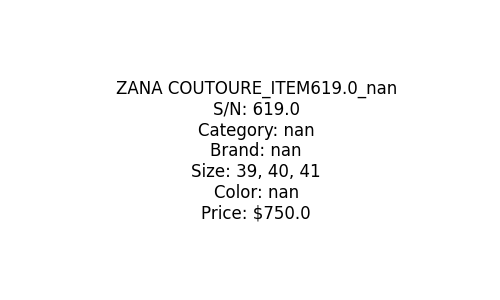 ZANA COUTOURE_ITEM619.0_nan
S/N: 619.0
Category: nan
Brand: nan
Size: 39, 40, 41
Color: nan
Price: $750.0